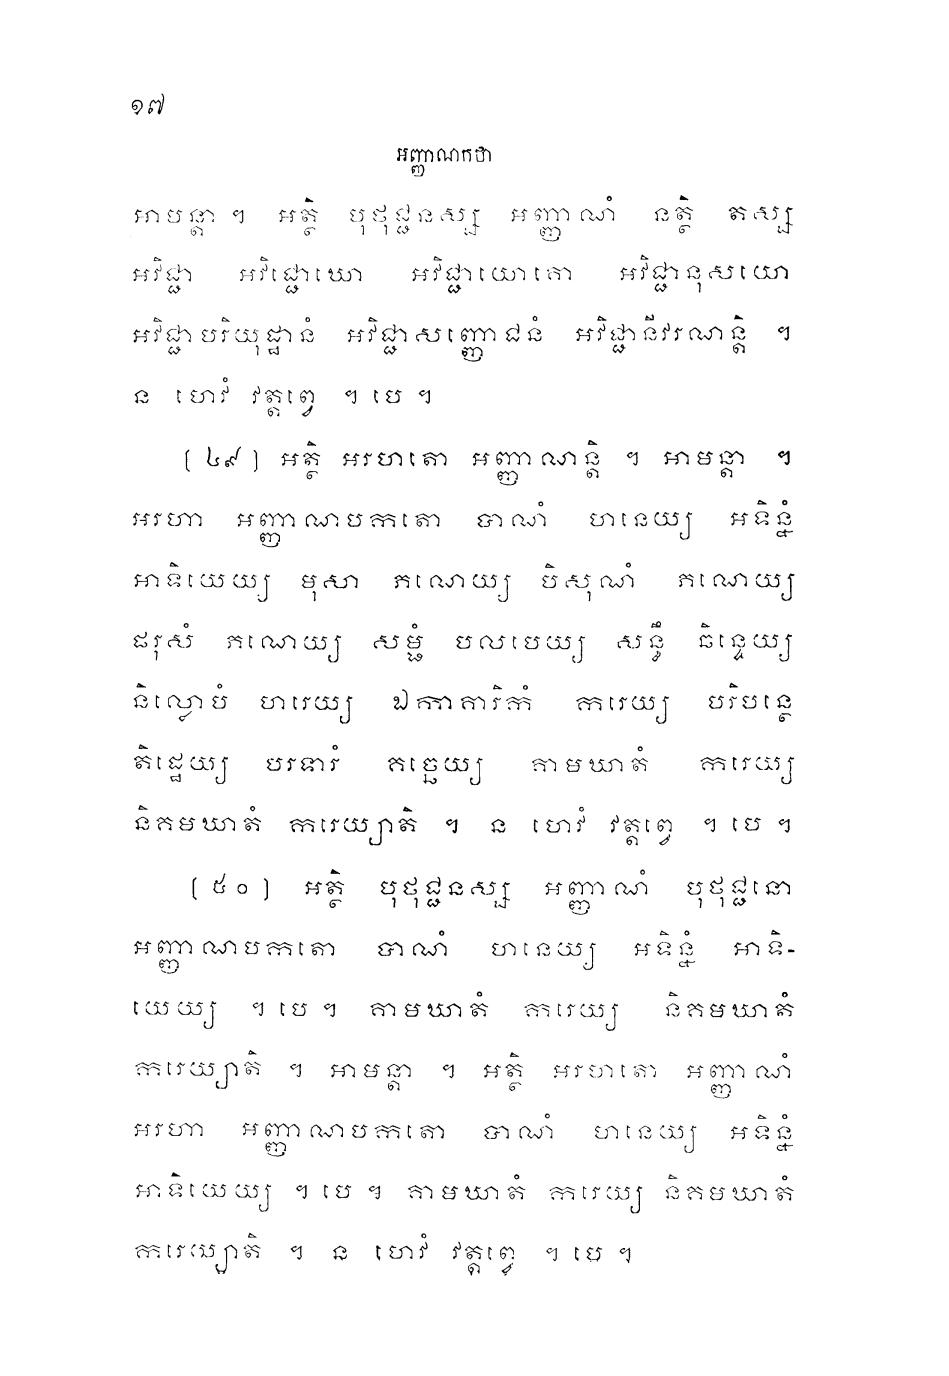 ១៧
អញ្ញាណកថា
អាមន្តា ។ អត្ថិ បុថុជ្ជនស្ស អញ្ញាណំ នត្ថិ តស្ស
អវិជ្ជា អវិជ្ជោឃោ អវិជ្ជាយោគោ អវិជ្ជានុសយោ
អវិជ្ជាបរិយុដ្ឋានំ អវិជ្ជាសញ្ញោជនំ អវិជ្ជានីវរណន្តិ ។
ន ហេវំ វត្តព្វេ ។ បេ ។
(៤៩) អត្ថិ អរហតោ អញ្ញាណន្តិ ។ អាមន្តា ។
អរហា អញ្ញាណបកតោ បាណំ ហនេយ្យ អទិន្នំ
អាទិយេយ្យ មុសា ភណេយ្យ បិសុណំ ភណេយ្យ
ផរុសំ ភណេយ្យ សម្ផំ បលបេយ្យ សន្ធឹ ឆិន្ទេយ្យ
និល្លោបំ ហរេយ្យ ឯកាគារិកំ ករេយ្យ បរិបន្ថេ
តិដ្ឋេយ្យ បរទារំ គច្ឆេយ្យ គាមឃាតំ ករេយ្យ
និគមឃាតំ ករេយ្យាតិ ។ ន ហេវំ វត្តព្វេ ។ បេ ។
(៥០) អត្ថិ បុថុជ្ជនស្ស អញ្ញាណំ បុថុជ្ជនោ
អញ្ញាណបកតោ បាណំ ហនេយ្យ អទិន្នំ អាទិ-
យេយ្យ ។ បេ ។ គាមឃាតំ ករេយ្យ និគមឃាតំ
ករេយ្យាតិ ។ អាមន្តា ។ អត្ថិ អរហតោ អញ្ញាណំ
អរហា អញ្ញាណបកតោ បាណំ ហនេយ្យ អទិន្នំ
អាទិយេយ្យ ។ បេ ។ គាមឃាតំ ករេយ្យ និគមឃាតំ
ករេយ្យាតិ ។ ន ហេវំ វត្តព្វេ ។ បេ ។